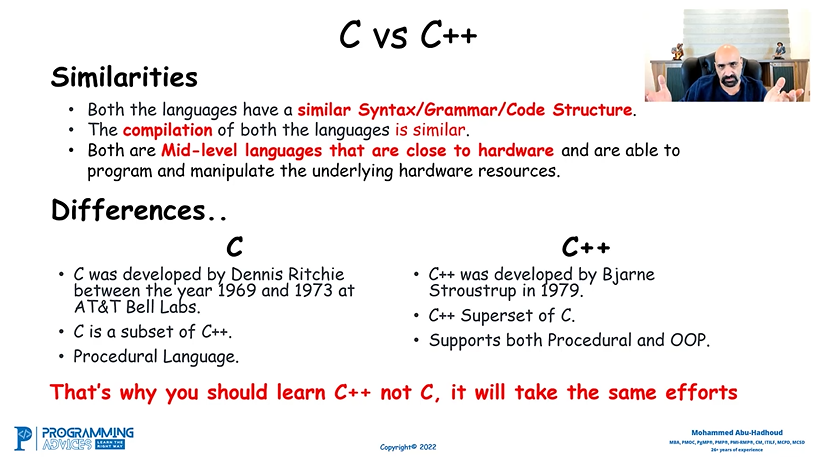 C vs C++
Similarities
• Both the languages have a similar Syntax/Grammar/Code Structure.
• The compilation of both the languages is similar.
• Both are Mid-level languages that are close to hardware and are able to
program and manipulate the underlying hardware resources.
Differences..
C
• C was developed by Dennis Ritchie
between the year 1969 and 1973 at
AT&T Bell Labs.
• C is a subset of C++.
• Procedural Language.
C++
• C++ was developed by Bjarne
Stroustrup in 1979.
• C++ Superset of C.
• Supports both Procedural and OOP.
That's why you should learn C++ not C, it will take the same efforts
PROGRAMMING
ADVICES LEARN THE
RIGHT WAY
Copyright© 2022
Mohammed Abu-Hadhoud
MBA, PMOC, PgMP®, PMP®, PMI-RMP®, CM, ITILF, MCPD, MCSD
26+ years of experience